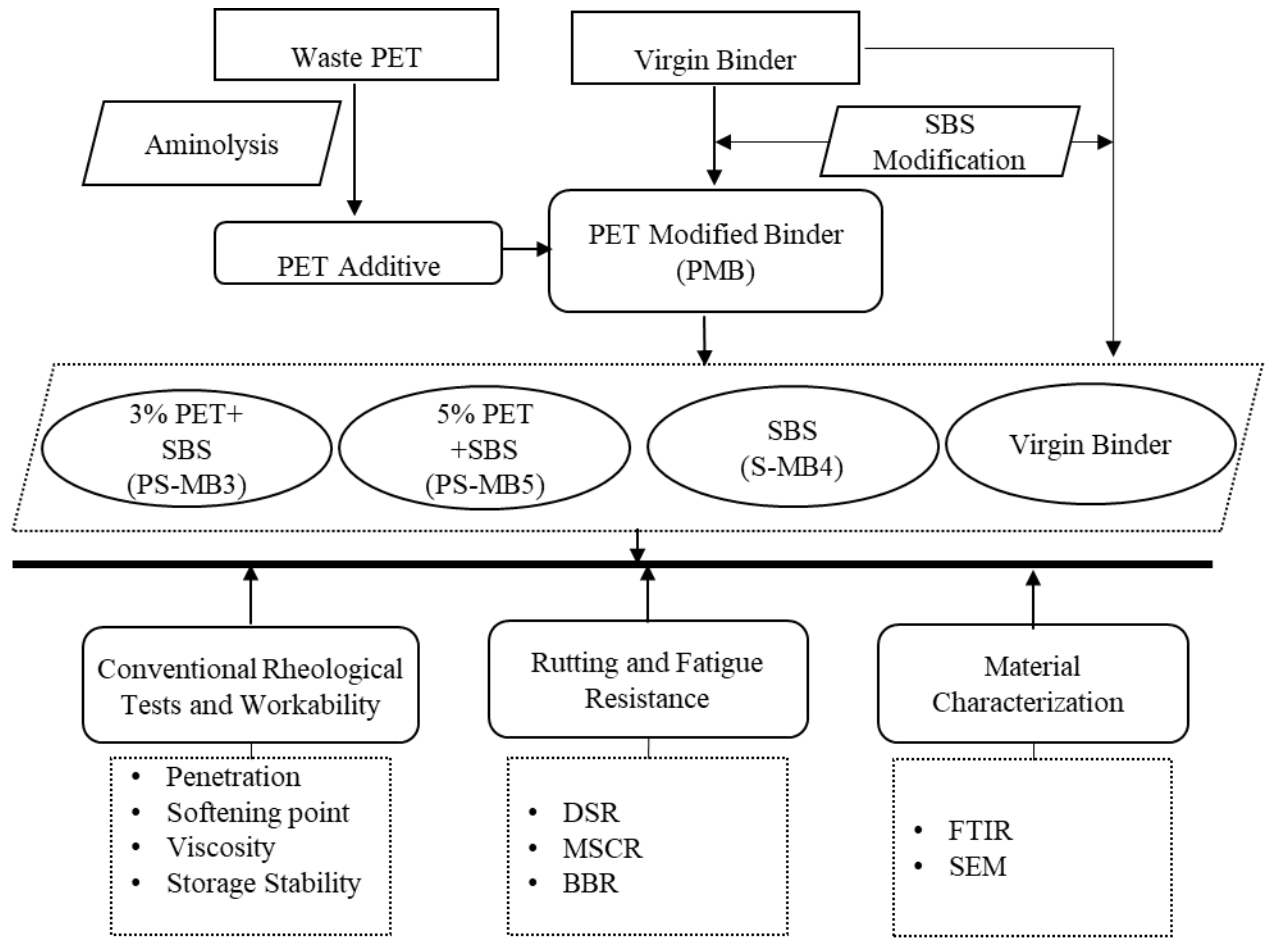 Waste PET
Virgin Binder
Aminolysis
SBS
Modification
PET Additive
PET Modified Binder
(PMB)
3% PET+
SBS
(PS-MB3)
5% PET
+SBS
(PS-MB5)
SBS
(S-MB4)
Virgin Binder
Conventional Rheological
Tests and Workability
Rutting and Fatigue
Resistance
Material
Characterization
• Penetration
• Softening point
• Viscosity
• Storage Stability
• DSR
• MSCR
• BBR
• FTIR
• SEM